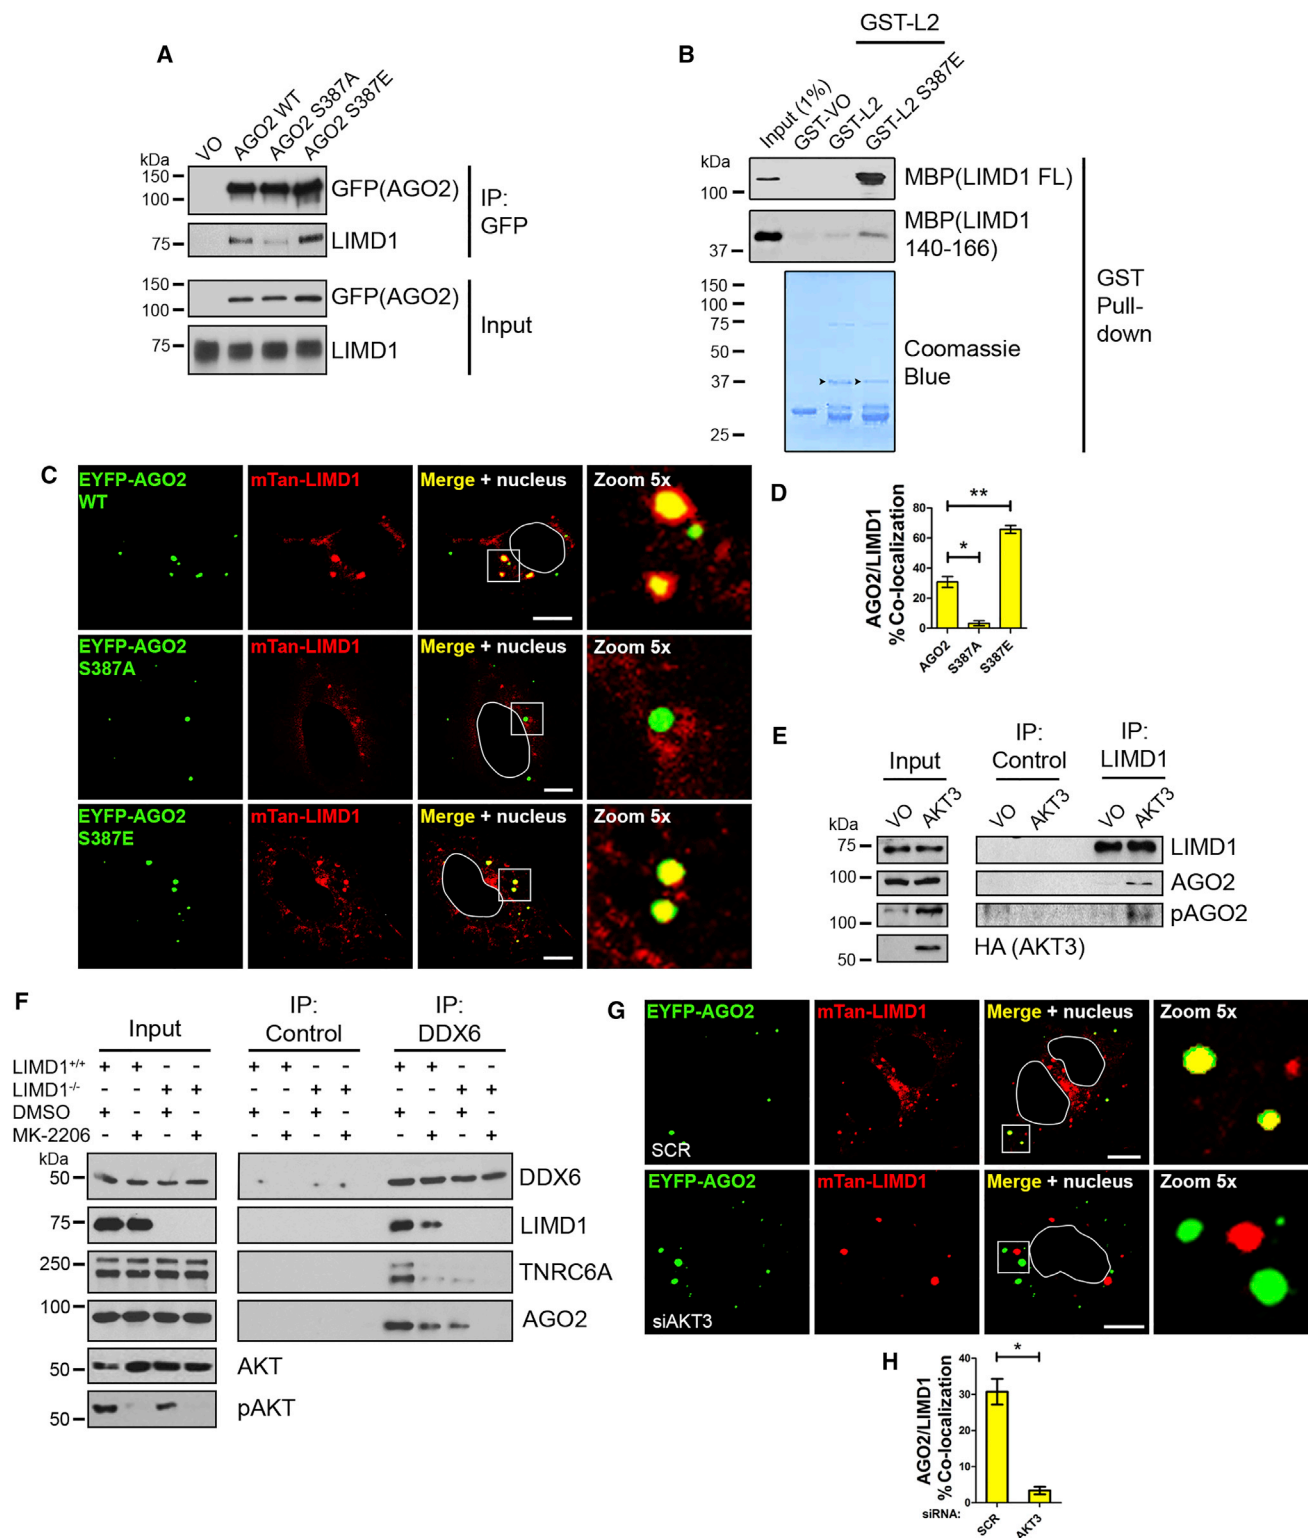 A
VO
AGO2 WT
AGO2 S387A
AGO2 S387E
kDa
150
100
GFP(AGO2)
75
LIMD1
IP:
GFP
150
100
GFP(AGO2)
75
LIMD1
Input
B
GST-L2
Input (1%)
GST-VO
GST-L2
GST-L2 S387E
kDa
100
MBP(LIMD1 FL)
37
MBP(LIMD1
140-166)
150
100
75
50
37
25
Coomassie
Blue
GST
Pull-
down
C
EYFP-AGO2
WT
mTan-LIMD1
Merge + nucleus
Zoom 5x
EYFP-AGO2
S387A
mTan-LIMD1
Merge + nucleus
Zoom 5x
EYFP-AGO2
S387E
mTan-LIMD1
Merge + nucleus
Zoom 5x
D
AGO2/LIMD1
% Co-localization
80
60
40
20
0
*
**
AGO2
S387A
S387E
E
Input
IP:
Control
IP:
LIMD1
VO
AKT3
VO
AKT3
VO
AKT3
kDa
75
LIMD1
100
AGO2
100
pAGO2
50
HA (AKT3)
F
Input
IP:
Control
IP:
DDX6
LIMD1+/+ + + - - + + - - + + - -
LIMD1-/- - - + + - - + + - - + +
DMSO + - + - + - + - + - + -
MK-2206 - + - + - + - + - + - +
kDa
50
DDX6
75
LIMD1
250
TNRC6A
100
AGO2
50
AKT
50
pAKT
G
EYFP-AGO2
SCR
mTan-LIMD1
Merge + nucleus
Zoom 5x
EYFP-AGO2
siAKT3
mTan-LIMD1
Merge + nucleus
Zoom 5x
H
AGO2/LIMD1
% Co-localization
40
30
20
10
0
*
siRNA:
SCR
AKT3